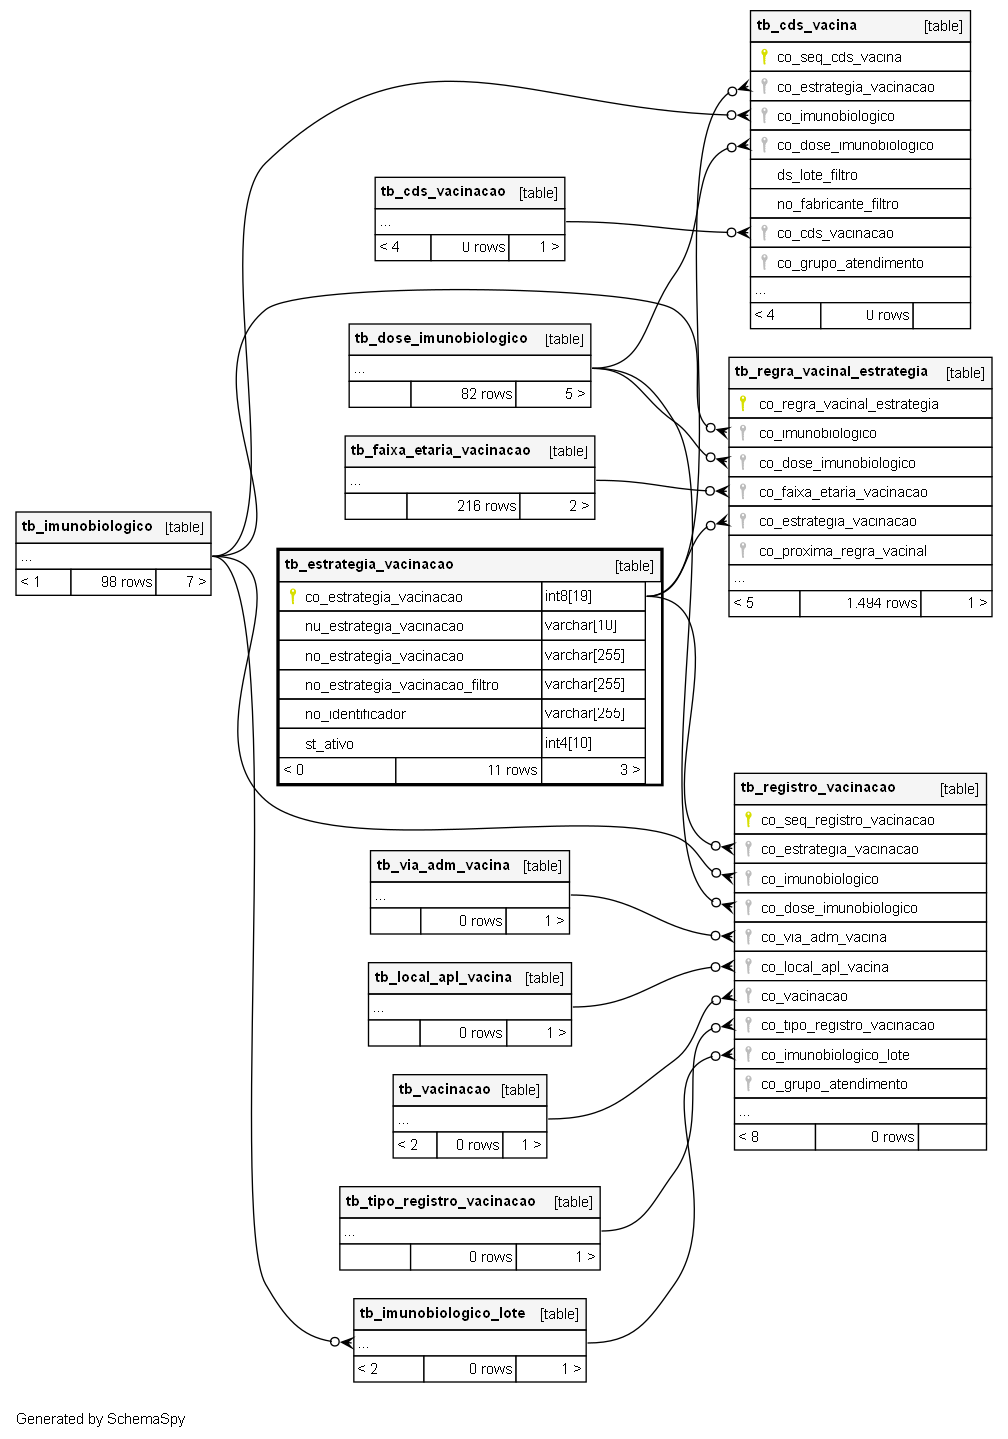 tb_cds_vacina [table]
co_seq_cds_vacina
co_estrategia_vacinacao
co_imunobiologico
co_dose_imunobiologico
ds_lote_filtro
no_fabricante_filtro
co_cds_vacinacao
co_grupo_atendimento
...
< 4 0 rows
tb_cds_vacinacao [table]
...
< 4 0 rows 1 >
tb_dose_imunobiologico [table]
...
82 rows 5 >
tb_regra_vacinal_estrategia [table]
co_regra_vacinal_estrategia
co_imunobiologico
co_dose_imunobiologico
co_faixa_etaria_vacinacao
co_estrategia_vacinacao
co_proxima_regra_vacinal
...
< 5 1.494 rows 1 >
tb_faixa_etaria_vacinacao [table]
...
216 rows 2 >
tb_imunobiologico [table]
...
< 1 98 rows 7 >
tb_estrategia_vacinacao [table]
co_estrategia_vacinacao int8[19]
nu_estrategia_vacinacao varchar[10]
no_estrategia_vacinacao varchar[255]
no_estrategia_vacinacao_filtro varchar[255]
no_identificador varchar[255]
st_ativo int4[10]
< 0 11 rows 3 >
tb_registro_vacinacao [table]
co_seq_registro_vacinacao
co_estrategia_vacinacao
co_imunobiologico
co_dose_imunobiologico
co_via_adm_vacina
co_local_apl_vacina
co_vacinacao
co_tipo_registro_vacinacao
co_imunobiologico_lote
co_grupo_atendimento
...
< 8 0 rows
tb_via_adm_vacina [table]
...
0 rows 1 >
tb_local_apl_vacina [table]
...
0 rows 1 >
tb_vacinacao [table]
...
< 2 0 rows 1 >
tb_tipo_registro_vacinacao [table]
...
0 rows 1 >
tb_imunobiologico_lote [table]
...
< 2 0 rows 1 >
Generated by SchemaSpy